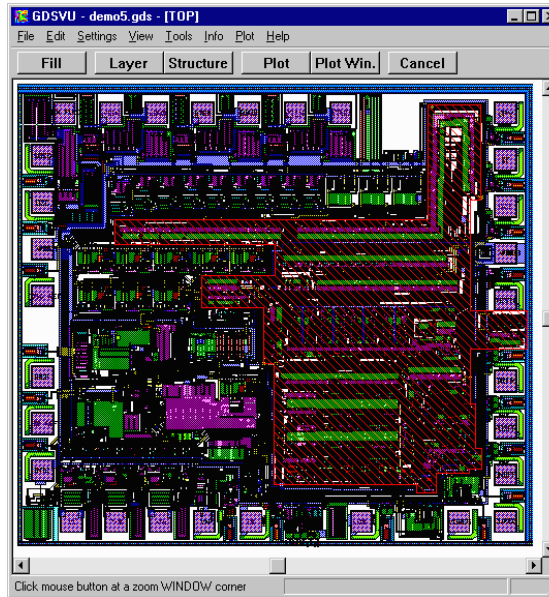 GDSVU - demo5.gds - [TOP]
File Edit Settings View Tools Info Plot Help
Fill Layer Structure Plot Plot Win. Cancel
Click mouse button at a zoom WINDOW corner